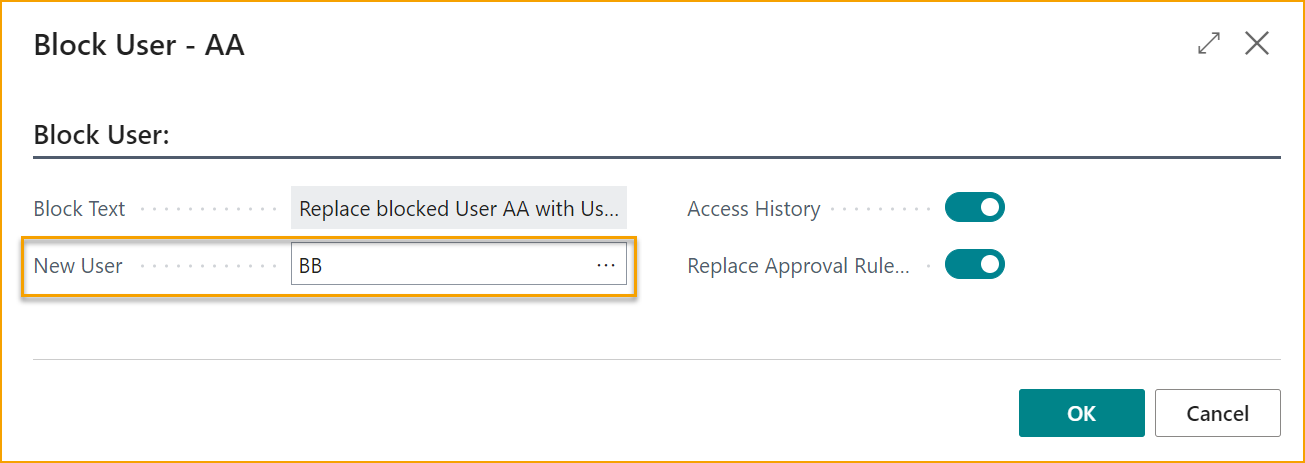 Block User - AA
Block User:
Block Text Replace blocked User AA with Us...
New User BB ...
Access History
Replace Approval Rule...
OK Cancel